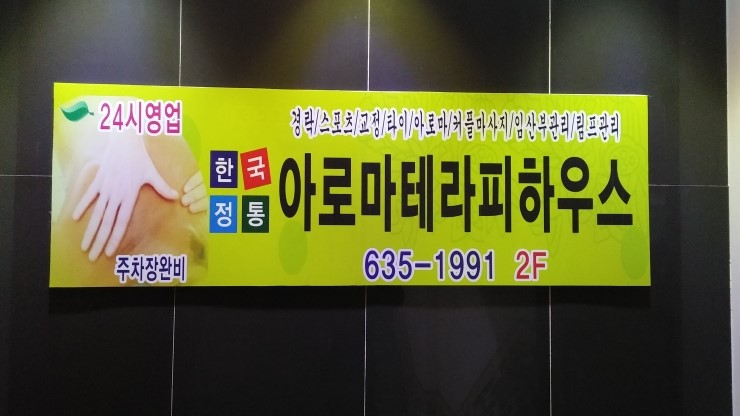 24시영업
경락/스포츠/교정/타이/아로마/커플마사지/임산부관리/림프관리
한국
정통
아로마테라피하우스
주차장완비
635-1991 2F